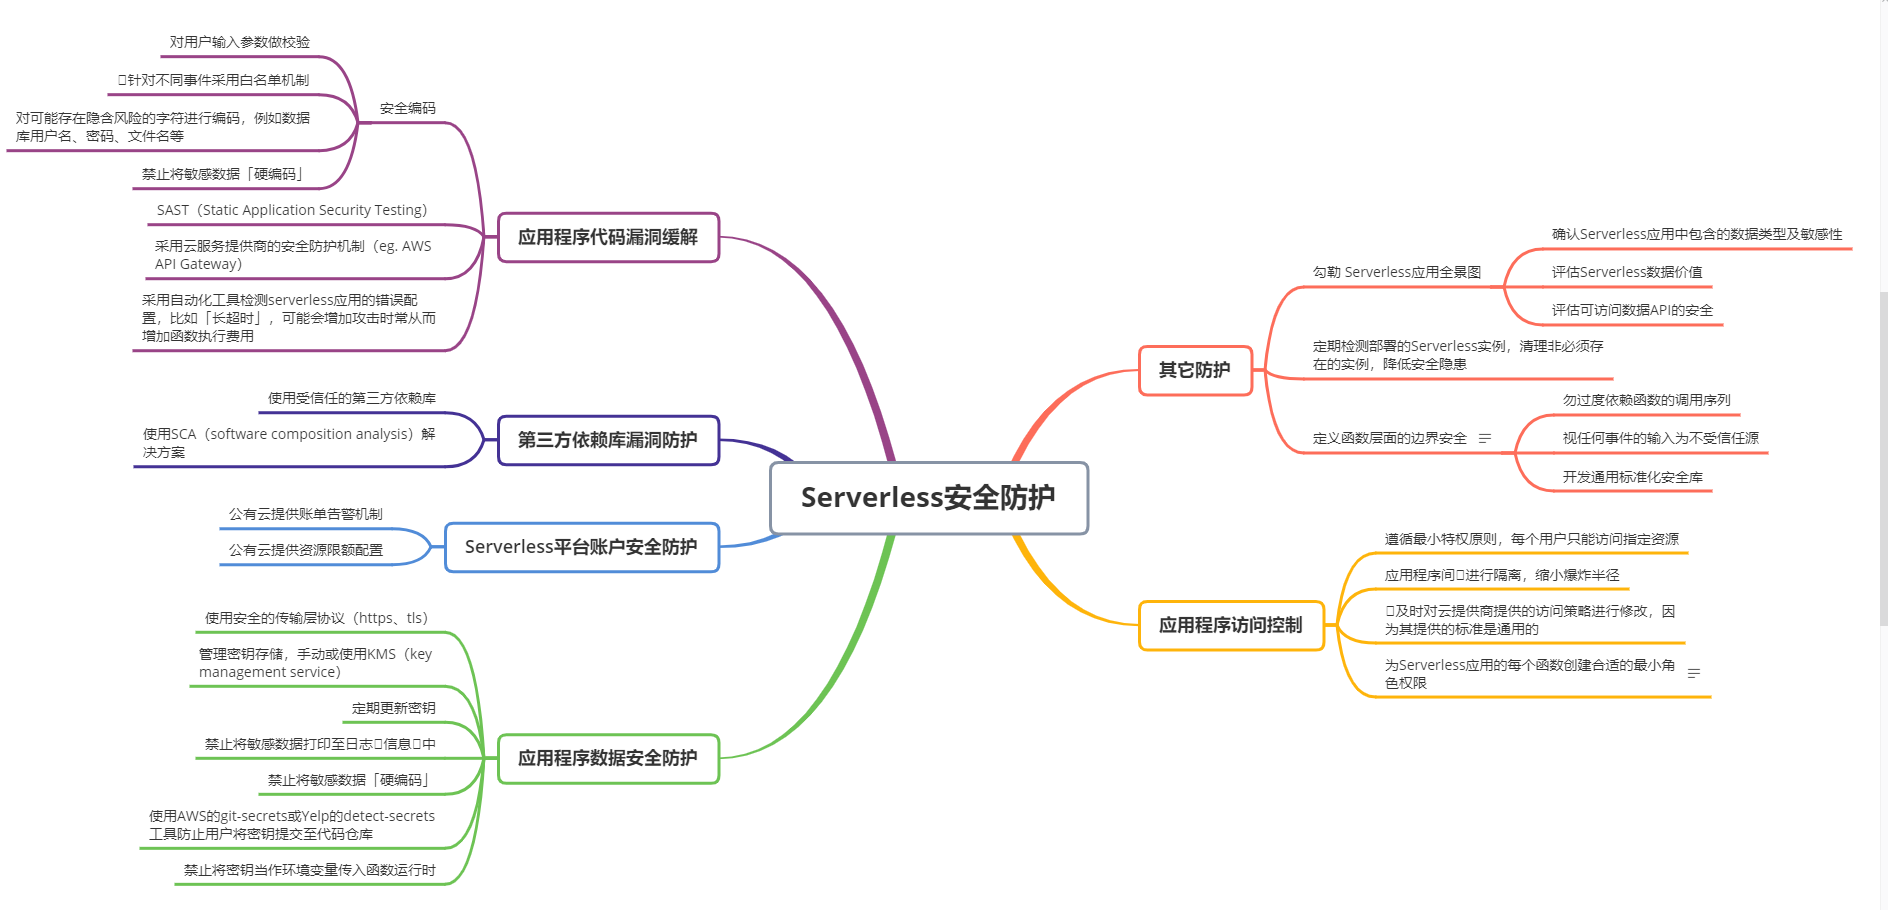 对用户输入参数做校验
针对不同事件采用白名单机制
对可能存在隐含风险的字符进行编码，例如数据
库用户名、密码、文件名等
禁止将敏感数据「硬编码」
安全编码
SAST（Static Application Security Testing）
采用云服务提供商的安全防护机制（eg. AWS
API Gateway）
采用自动化工具检测serverless应用的错误配
置，比如「长超时」，可能会增加攻击时常从而
增加函数执行费用
应用程序代码漏洞缓解
使用受信任的第三方依赖库
使用SCA（software composition analysis）解
决方案
第三方依赖库漏洞防护
公有云提供账单告警机制
公有云提供资源限额配置
Serverless平台账户安全防护
使用安全的传输层协议（https、tls）
管理密钥存储，手动或使用KMS（key
management service）
定期更新密钥
禁止将敏感数据打印至日志信息中
禁止将敏感数据「硬编码」
使用AWS的git-secrets或Yelp的detect-secrets
工具防止用户将密钥提交至代码仓库
禁止将密钥当作环境变量传入函数运行时
应用程序数据安全防护
Serverless安全防护
其它防护
勾勒 Serverless应用全景图
确认Serverless应用中包含的数据类型及敏感性
评估Serverless数据价值
评估可访问数据API的安全
定期检测部署的Serverless实例，清理非必须存
在的实例，降低安全隐患
定义函数层面的边界安全
勿过度依赖函数的调用序列
视任何事件的输入为不受信任源
开发通用标准化安全库
应用程序访问控制
遵循最小特权原则，每个用户只能访问指定资源
应用程序间进行隔离，缩小爆炸半径
及时对云提供商提供的访问策略进行修改，因
为其提供的标准是通用的
为Serverless应用的每个函数创建合适的最小角
色权限